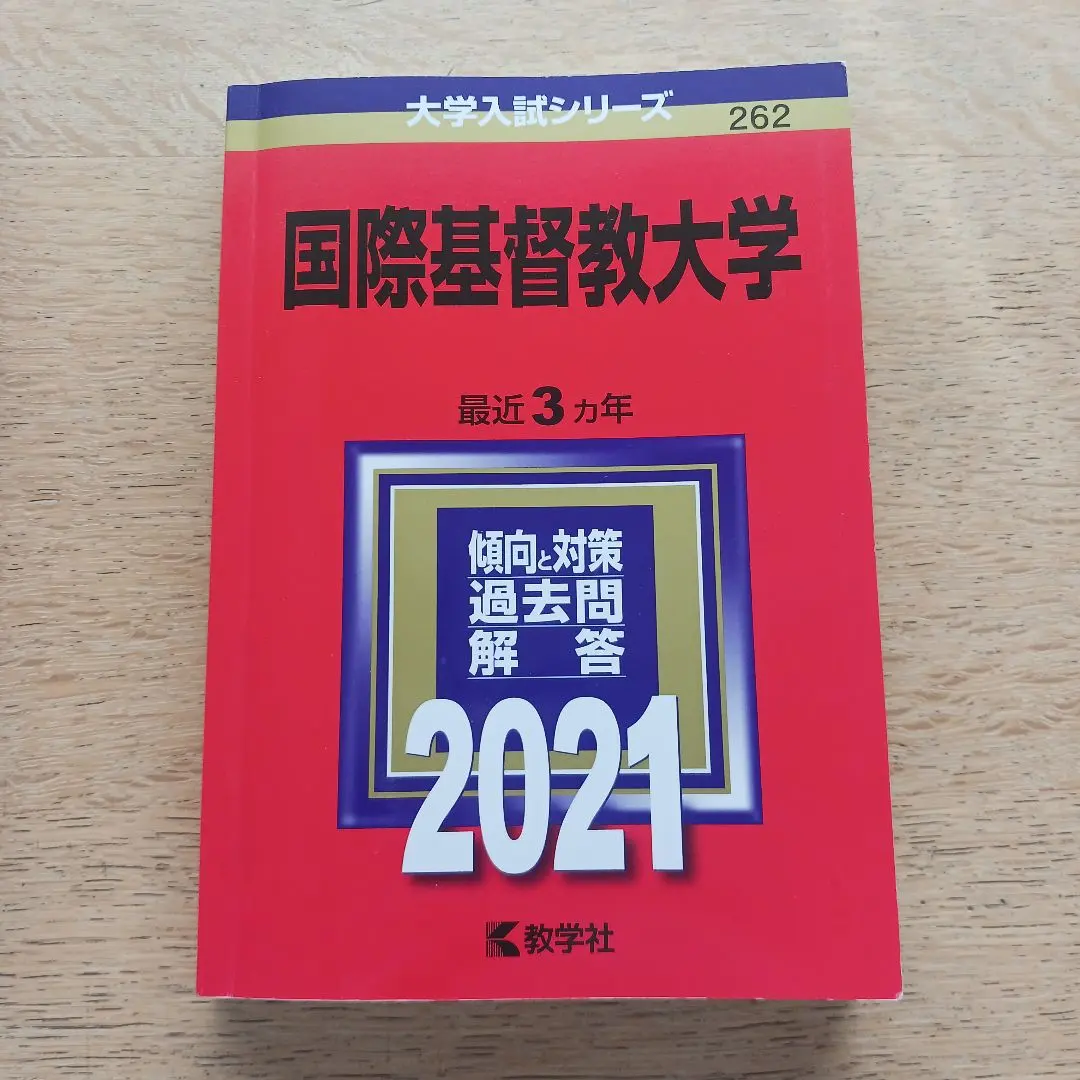 大学入試シリーズ
262
国際基督教大学
最近3カ年
傾向と対策
過去問
解答
2021
教学社